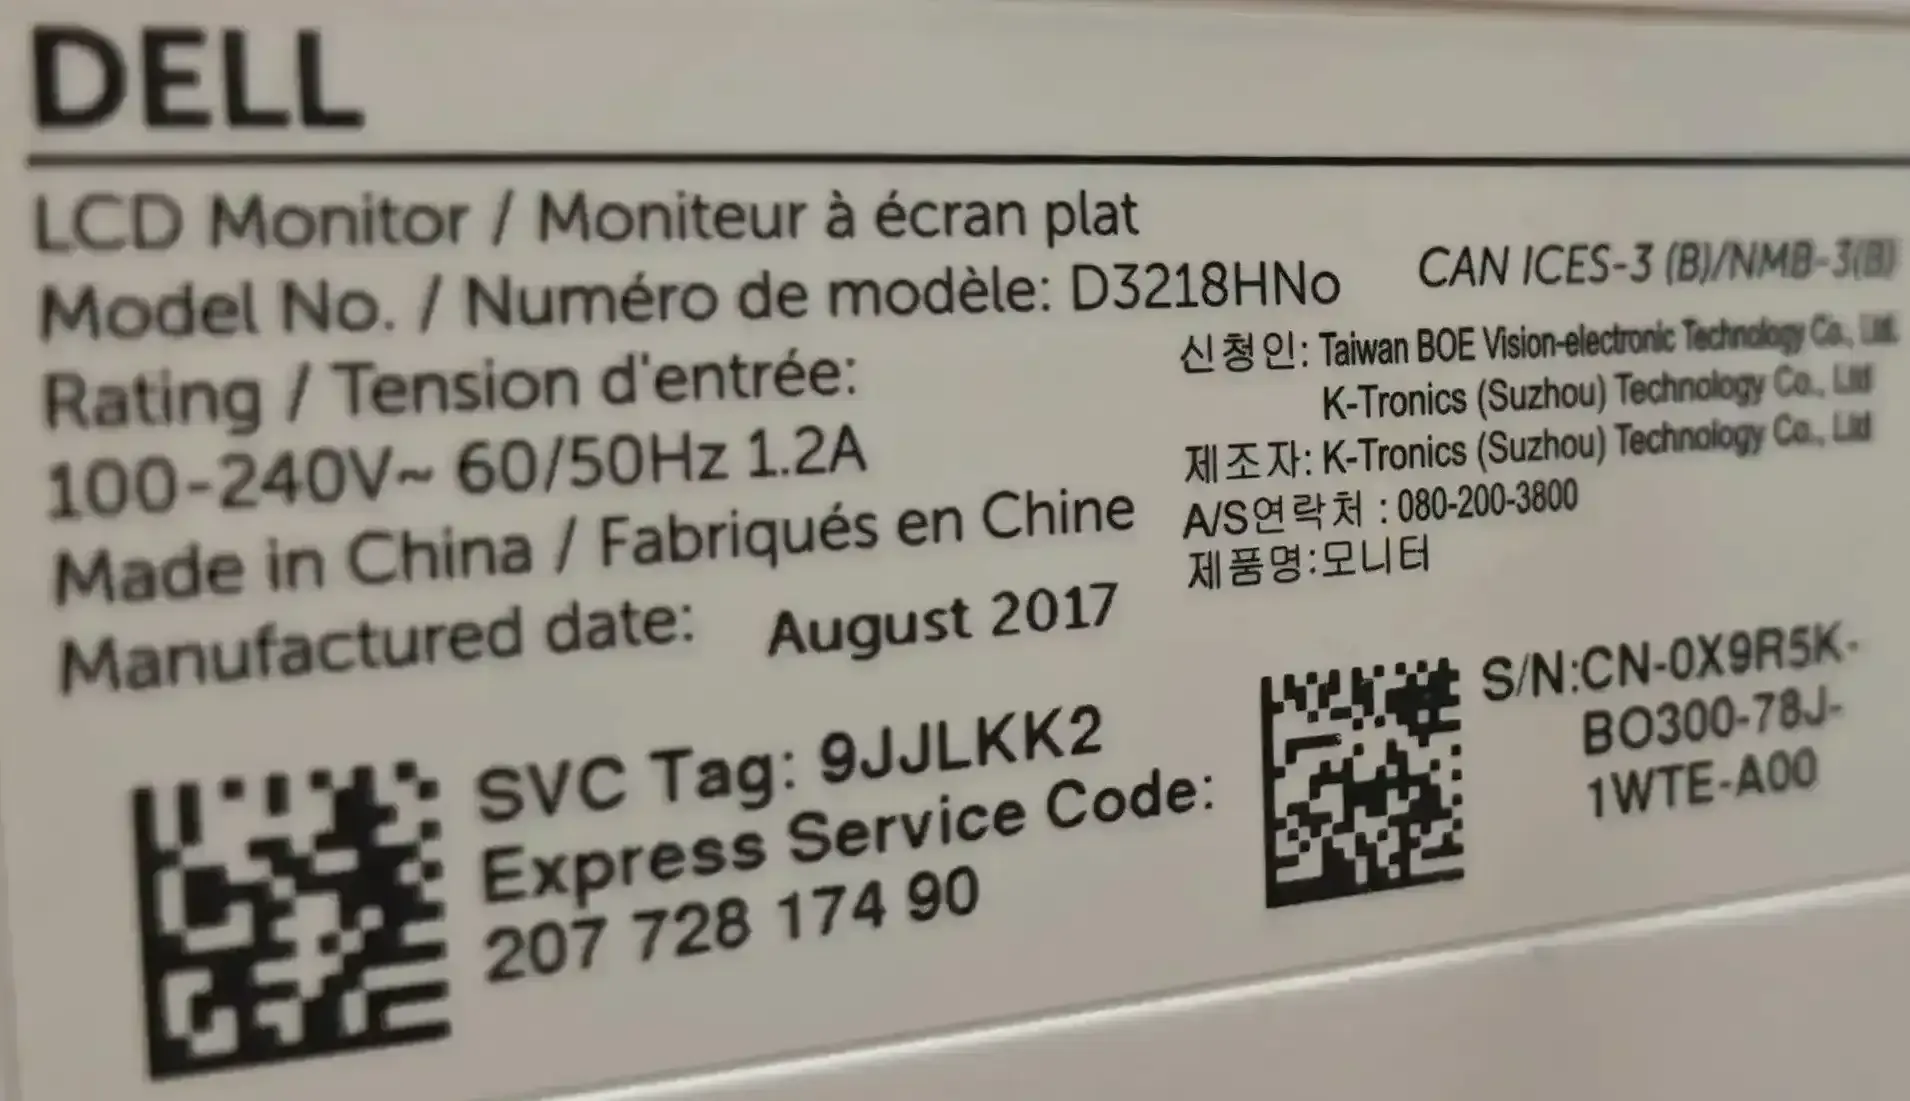 DELL
LCD Monitor / Moniteur à écran plat
Model No. / Numéro de modèle: D3218HNo
Rating / Tension d'entrée:
100-240V~ 60/50Hz 1.2A
Made in China / Fabriqués en Chine
Manufactured date: August 2017
CAN ICES-3 (B)/NMB-3(B)
신청인: Taiwan BOE Vision-electronic Technology Co., Ltd.
K-Tronics (Suzhou) Technology Co., Ltd
제조자: K-Tronics (Suzhou) Technology Co., Ltd
A/S연락처 : 080-200-3800
제품명:모니터
SVC Tag: 9JJLKK2
Express Service Code:
207 728 174 90
S/N:CN-0X9R5K-
BO300-78J-
1WTE-A00